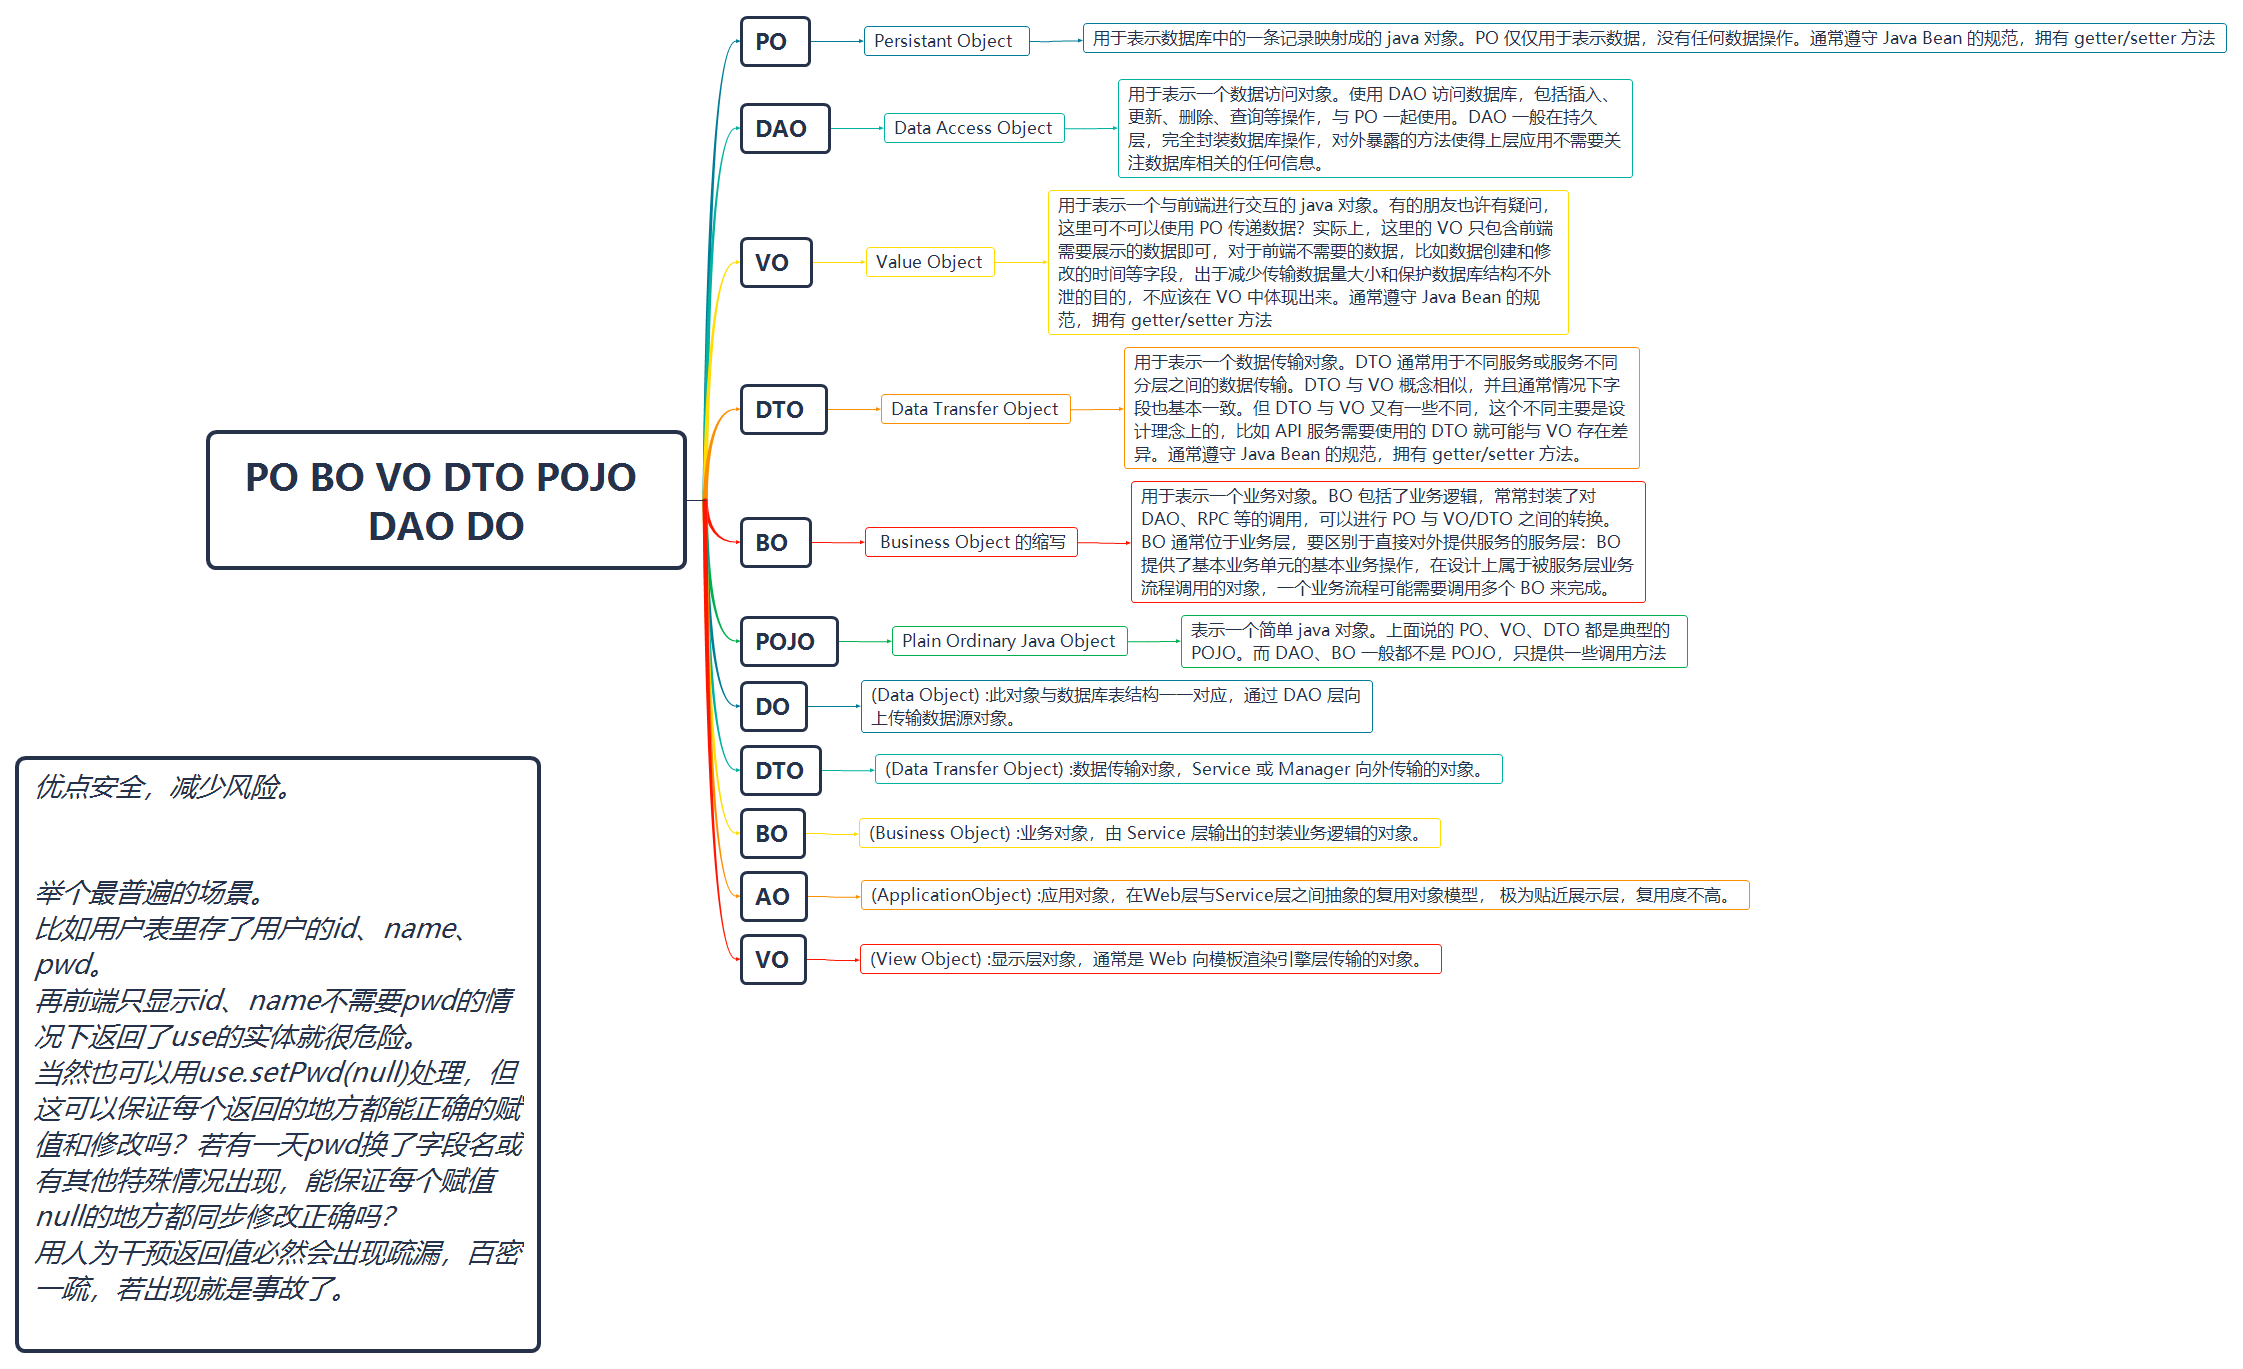 PO BO VO DTO POJO
DAO DO
PO
Persistant Object
用于表示数据库中的一条记录映射成的 java 对象。PO 仅仅用于表示数据，没有任何数据操作。通常遵守 Java Bean 的规范，拥有 getter/setter 方法
DAO
Data Access Object
用于表示一个数据访问对象。使用 DAO 访问数据库，包括插入、
更新、删除、查询等操作，与 PO 一起使用。DAO 一般在持久
层，完全封装数据库操作，对外暴露的方法使得上层应用不需要关
注数据库相关的任何信息。
VO
Value Object
用于表示一个与前端进行交互的 java 对象。有的朋友也许有疑问，
这里可不可以使用 PO 传递数据？实际上，这里的 VO 只包含前端
需要展示的数据即可，对于前端不需要的数据，比如数据创建和修
改的时间等字段，出于减少传输数据量大小和保护数据库结构不外
泄的目的，不应该在 VO 中体现出来。通常遵守 Java Bean 的规
范，拥有 getter/setter 方法
DTO
Data Transfer Object
用于表示一个数据传输对象。DTO 通常用于不同服务或服务不同
分层之间的数据传输。DTO 与 VO 概念相似，并且通常情况下字
段也基本一致。但 DTO 与 VO 又有一些不同，这个不同主要是设
计理念上的，比如 API 服务需要使用的 DTO 就可能与 VO 存在差
异。通常遵守 Java Bean 的规范，拥有 getter/setter 方法。
BO
Business Object 的缩写
用于表示一个业务对象。BO 包括了业务逻辑，常常封装了对
DAO、RPC 等的调用，可以进行 PO 与 VO/DTO 之间的转换。
BO 通常位于业务层，要区别于直接对外提供服务的服务层：BO
提供了基本业务单元的基本业务操作，在设计上属于被服务层业务
流程调用的对象，一个业务流程可能需要调用多个 BO 来完成。
POJO
Plain Ordinary Java Object
表示一个简单 java 对象。上面说的 PO、VO、DTO 都是典型的
POJO。而 DAO、BO 一般都不是 POJO，只提供一些调用方法
DO
(Data Object) :此对象与数据库表结构一一对应，通过 DAO 层向
上传输数据源对象。
DTO
(Data Transfer Object) :数据传输对象，Service 或 Manager 向外传输的对象。
BO
(Business Object) :业务对象，由 Service 层输出的封装业务逻辑的对象。
AO
(ApplicationObject) :应用对象，在Web层与Service层之间抽象的复用对象模型， 极为贴近展示层，复用度不高。
VO
(View Object) :显示层对象，通常是 Web 向模板渲染引擎层传输的对象。
优点安全，减少风险。
举个最普遍的场景。
比如用户表里存了用户的id、name、
pwd。
再前端只显示id、name不需要pwd的情
况下返回了use的实体就很危险。
当然也可以用use.setPwd(null)处理，但
这可以保证每个返回的地方都能正确的赋
值和修改吗？若有一天pwd换了字段名或
有其他特殊情况出现，能保证每个赋值
null的地方都同步修改正确吗？
用人为干预返回值必然会出现疏漏，百密
一疏，若出现就是事故了。